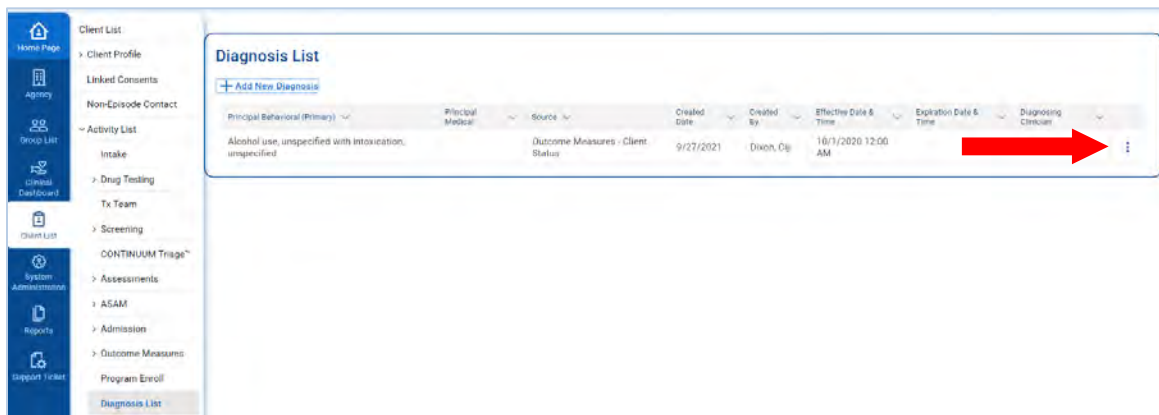 Home Page
Agency
Group List
Clinical
Dashboard
Client List
System
Administration
Reports
Support Ticket
Client List
Client Profile
Linked Consents
Non-Episode Contact
Activity List
Intake
Drug Testing
Tx Team
Screening
CONTINUUM Triage™
Assessments
ASAM
Admission
Outcome Measures
Program Enroll
Diagnosis List
Diagnosis List
+ Add New Diagnosis
Principal Behavioral (Primary)
Principal
Medical
Source
Created
Date
Created
By
Effective Date &
Time
Expiration Date &
Time
Diagnosing
Clinician
Alcohol use, unspecified with intoxication,
unspecified
Outcome Measures - Client
Status
9/27/2021
Dixon,
10/1/2020 12:00
AM